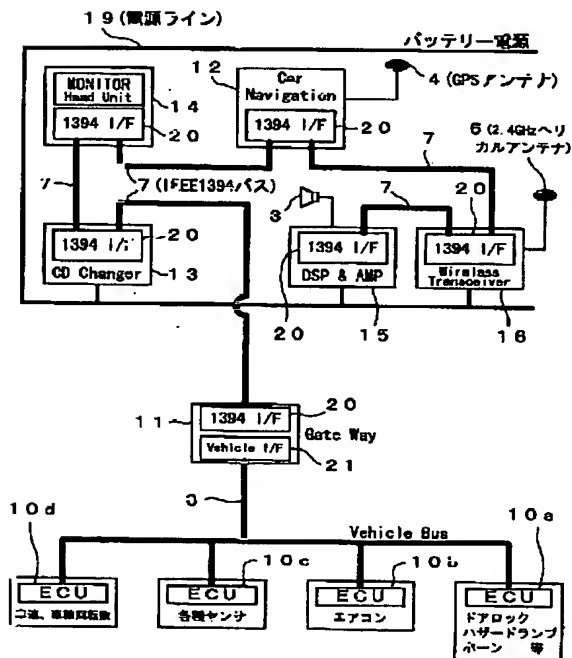 19 (電源ライン)
バッテリー電源
12
Car
Navigation
1394 I/F
20
4 (GPSアンテナ)
MONITOR
Head Unit
1394 I/F
14
20
6 (2.4GHzヘリ
カルアンテナ)
7
7
7 (IEEE1394バス)
3
7
20
1394 I/F
CD Changer
20
13
1394 I/F
DSP & AMP
20
15
1394 I/F
Wireless
Transceiver
16
11
1394 I/F
Vehicle I/F
20
Gate Way
21
Vehicle Bus
10d
ECU
車輪回転数
10c
ECU
各種センサ
10b
ECU
エアコン
10a
ECU
ドアロック
ハザードランプ
ホーン 等